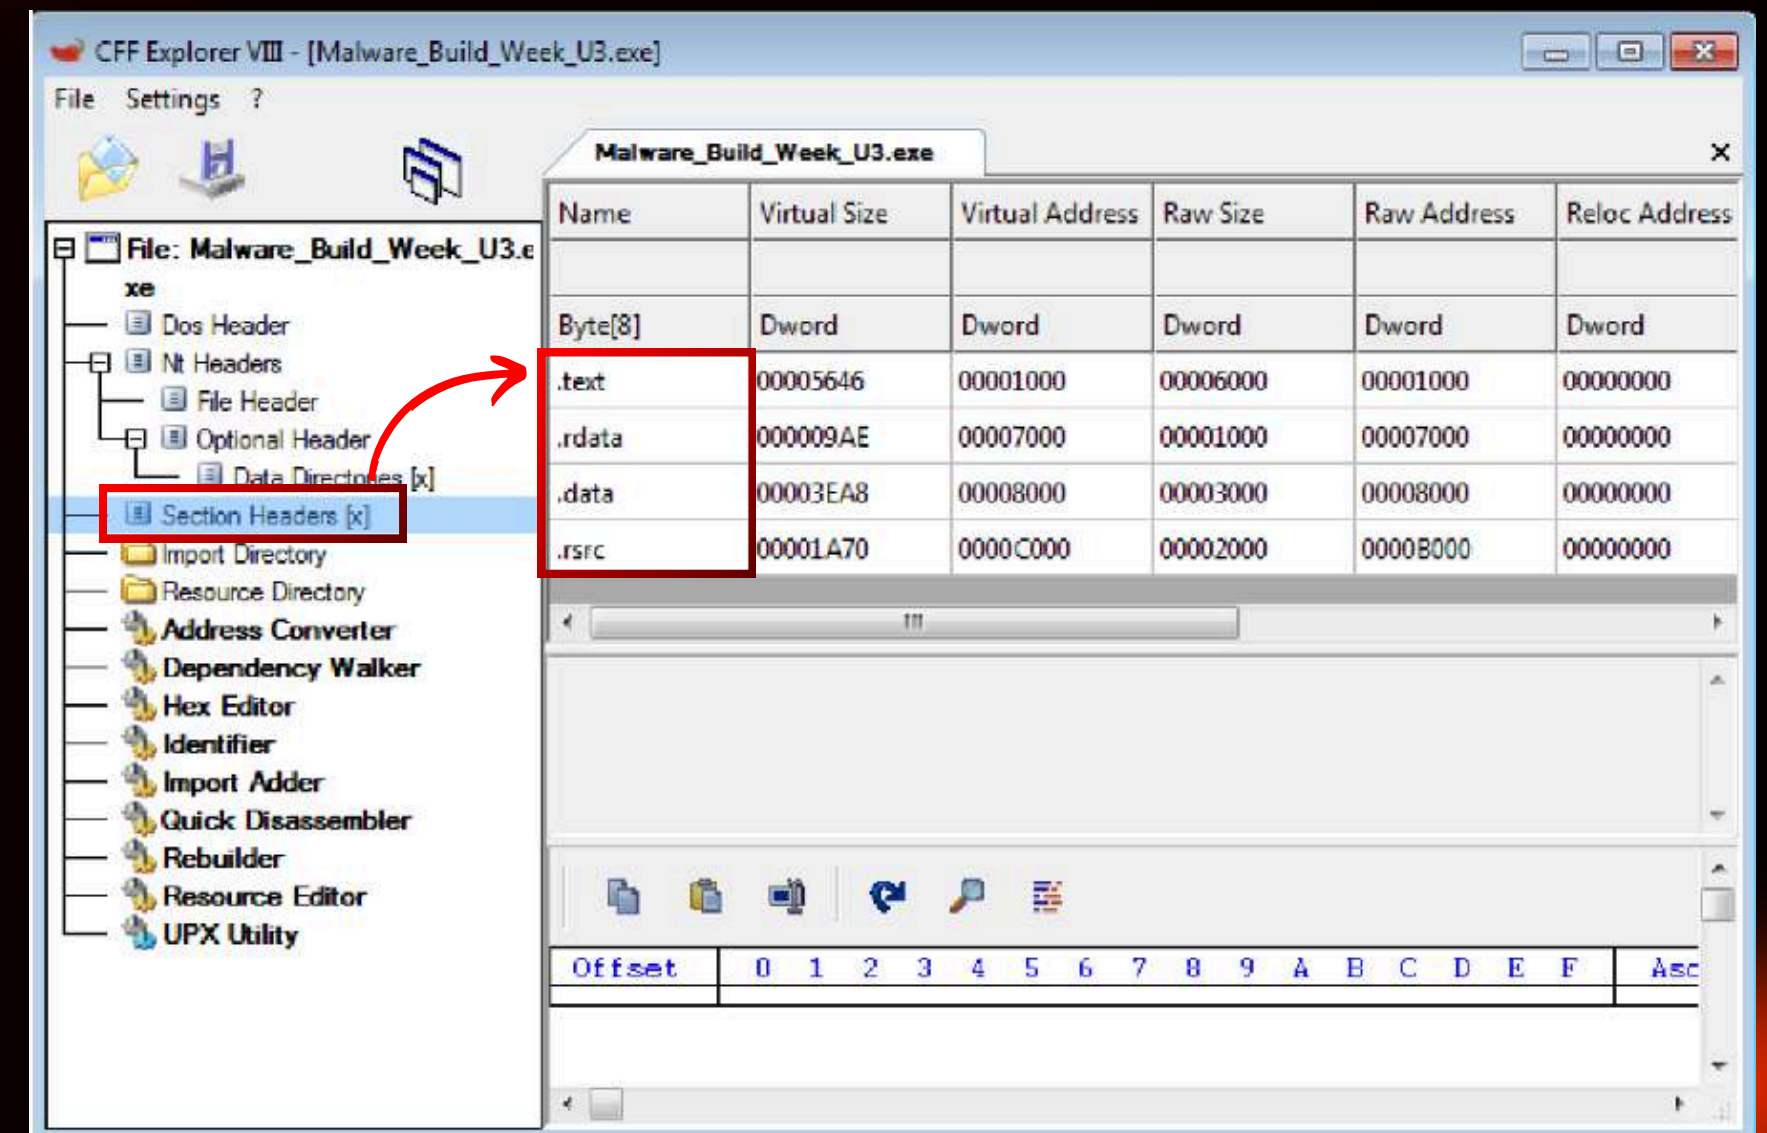 CFF Explorer VIII - [Malware_Build_Week_U3.exe]
File Settings ?
Malware_Build_Week_U3.exe
File: Malware_Build_Week_U3.e
xe
Dos Header
Nt Headers
File Header
Optional Header
Data Directories [x]
Section Headers [x]
Import Directory
Resource Directory
Address Converter
Dependency Walker
Hex Editor
Identifier
Import Adder
Quick Disassembler
Rebuilder
Resource Editor
UPX Utility
Name Virtual Size Virtual Address Raw Size Raw Address Reloc Address
Byte[8] Dword Dword Dword Dword Dword
.text 00005646 00001000 00006000 00001000 00000000
.rdata 000009AE 00007000 00001000 00007000 00000000
.data 00003EA8 00008000 00003000 00008000 00000000
.rsrc 00001A70 0000C000 00002000 0000B000 00000000
Offset 0 1 2 3 4 5 6 7 8 9 A B C D E F Asc